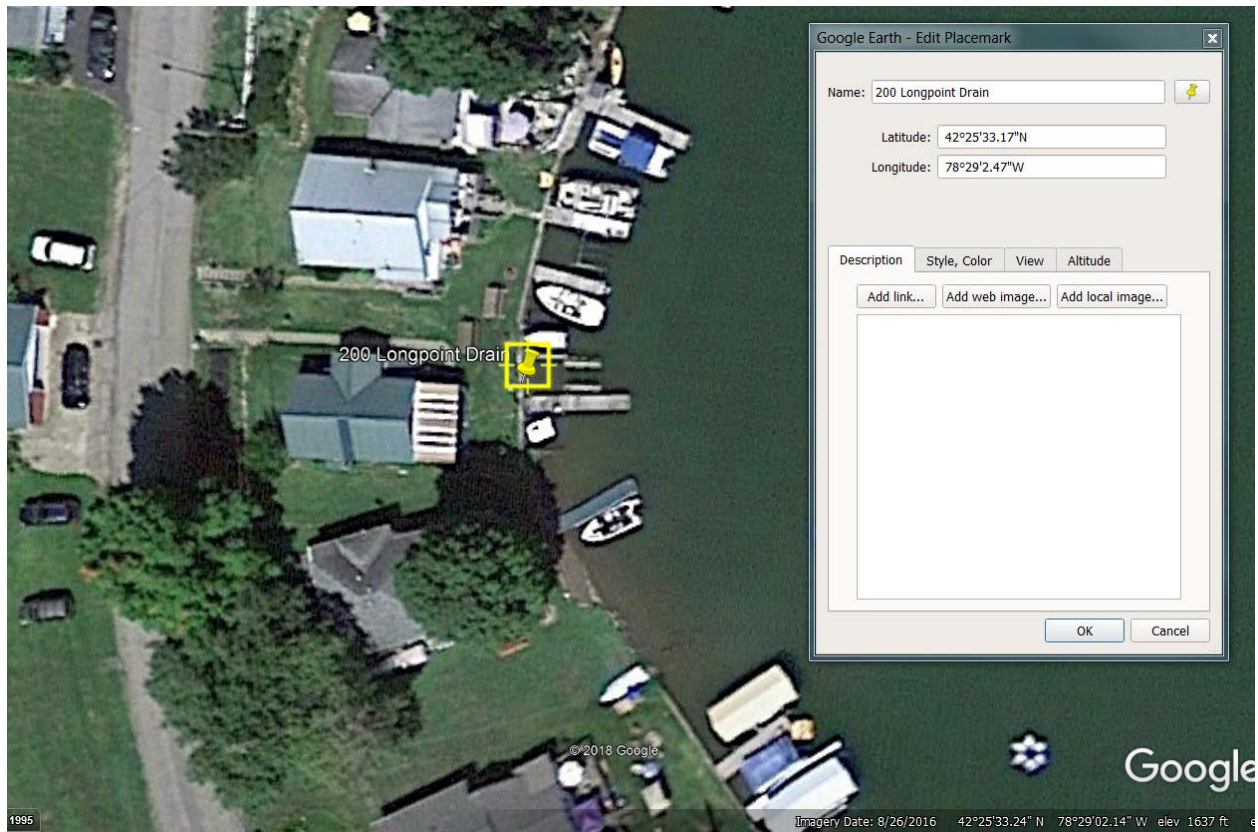 Google Earth - Edit Placemark
Name: 200 Longpoint Drain
Latitude: 42°25'33.17"N
Longitude: 78°29'2.47"W
Description Style, Color View Altitude
Add link... Add web image... Add local image...
200 Longpoint Drain
OK Cancel
© 2018 Google
Google
1995 Imagery Date: 8/26/2016 42°25'33.24" N 78°29'02.14" W elev 1637 ft e